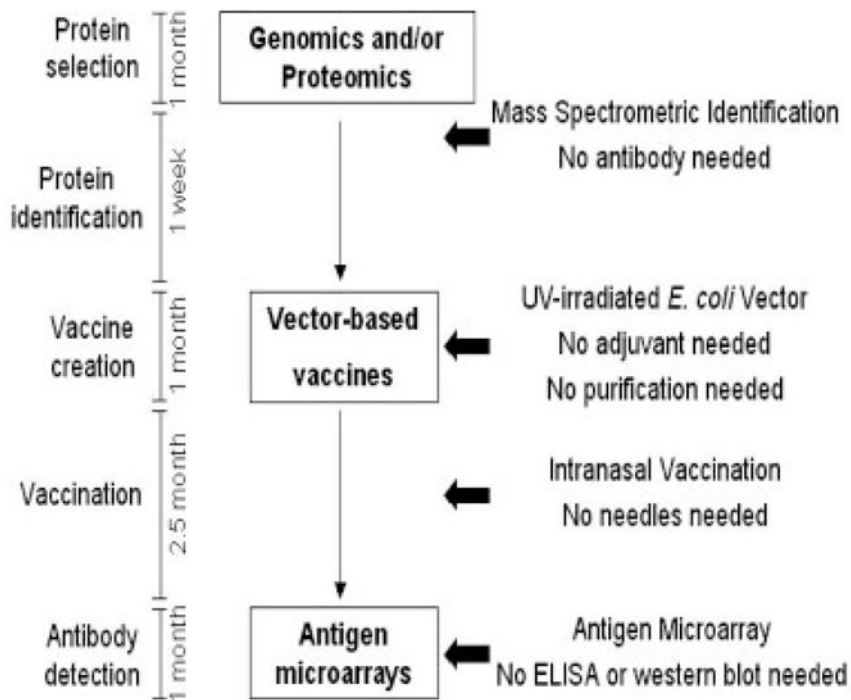 Protein
selection
1 month
Genomics and/or
Proteomics
Mass Spectrometric Identification
No antibody needed
Protein
identification
1 week
UV-irradiated E. coli Vector
No adjuvant needed
No purification needed
Vaccine
creation
1 month
Vector-based
vaccines
Intranasal Vaccination
No needles needed
Vaccination
2.5 month
Antibody
detection
1 month
Antigen
microarrays
Antigen Microarray
No ELISA or western blot needed